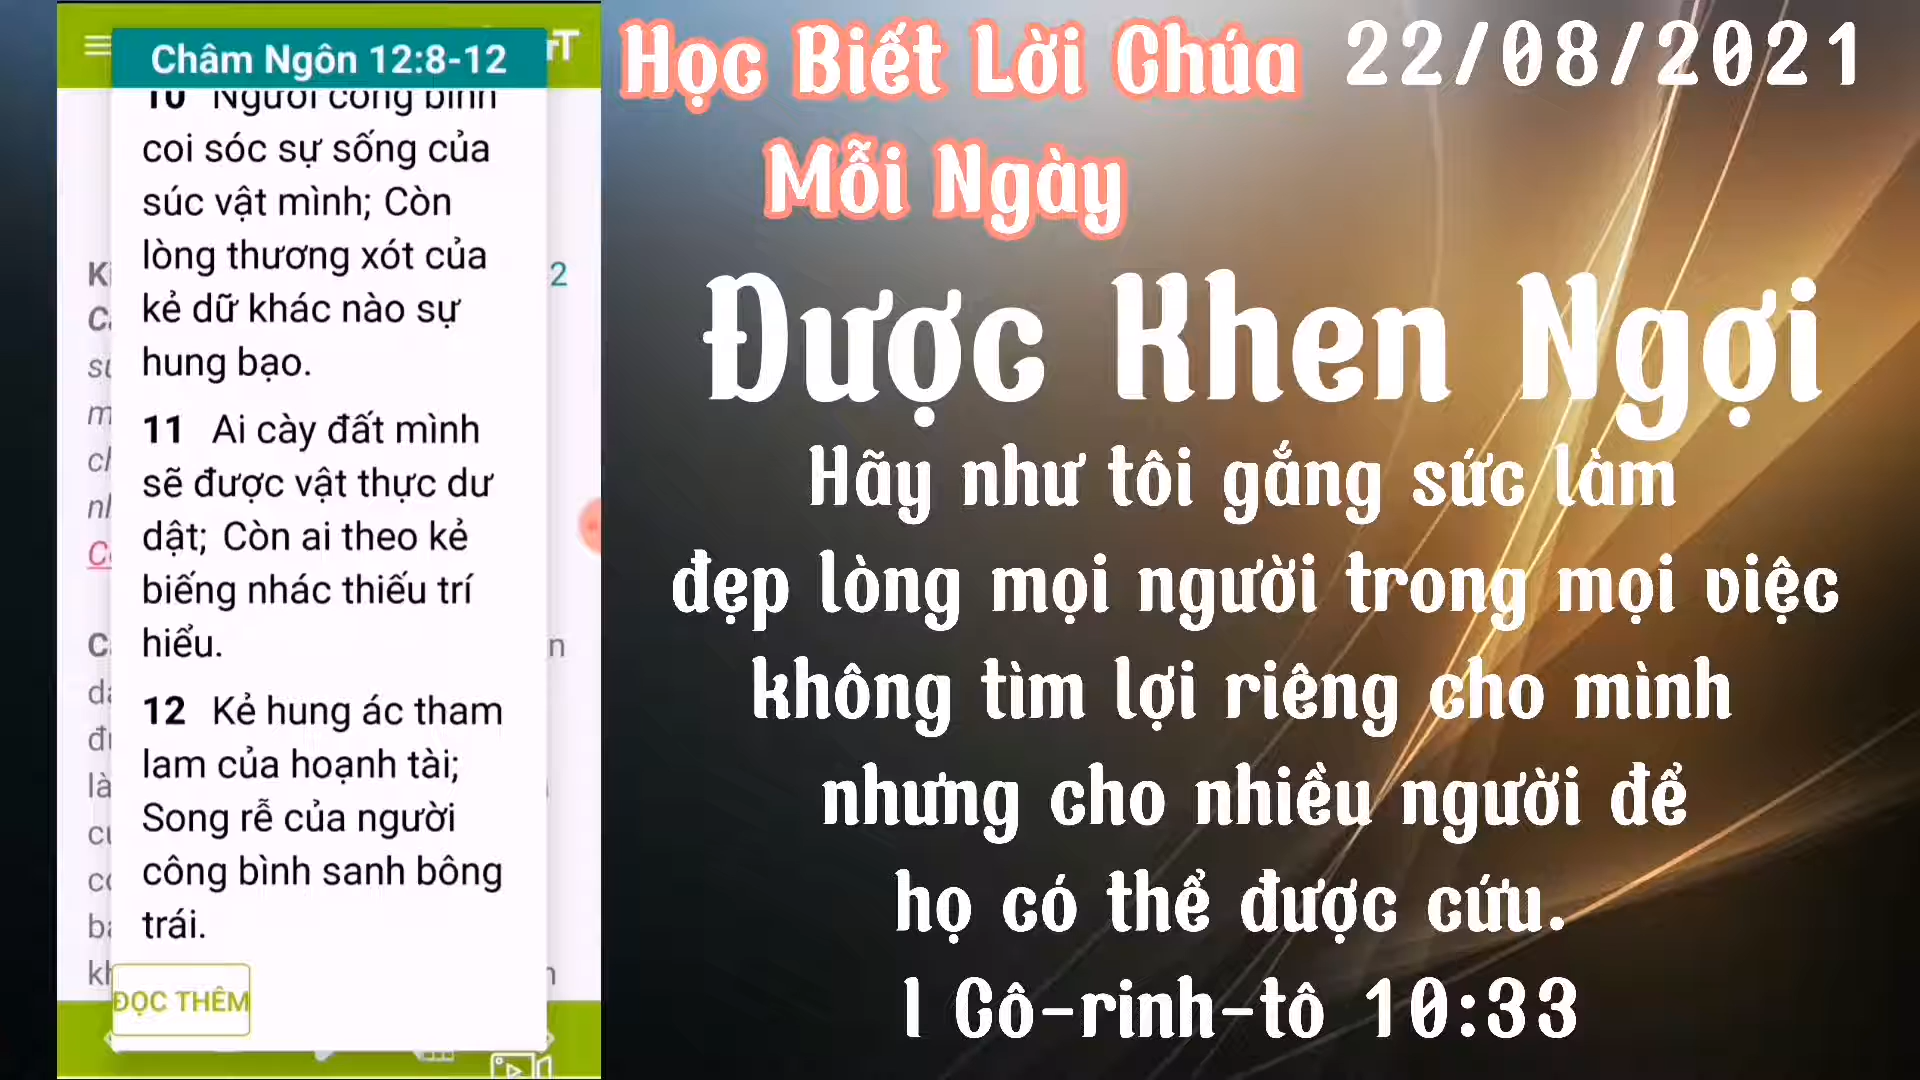 Châm Ngôn 12:8-12
10 Người công bình
coi sóc sự sống của
súc vật mình; Còn
lòng thương xót của
kẻ dữ khác nào sự
hung bạo.
11 Ai cày đất mình
sẽ được vật thực dư
dật; Còn ai theo kẻ
biếng nhác thiếu trí
hiểu.
12 Kẻ hung ác tham
lam của hoạnh tài;
Song rễ của người
công bình sanh bông
trái.
ĐỌC THÊM
Học Biết Lời Chúa 22/08/2021
Mỗi Ngày
Được Khen Ngợi
Hãy như tôi gắng sức làm
đẹp lòng mọi người trong mọi việc
không tìm lợi riêng cho mình
nhưng cho nhiều người để
họ có thể được cứu.
I Cô-rinh-tô 10:33